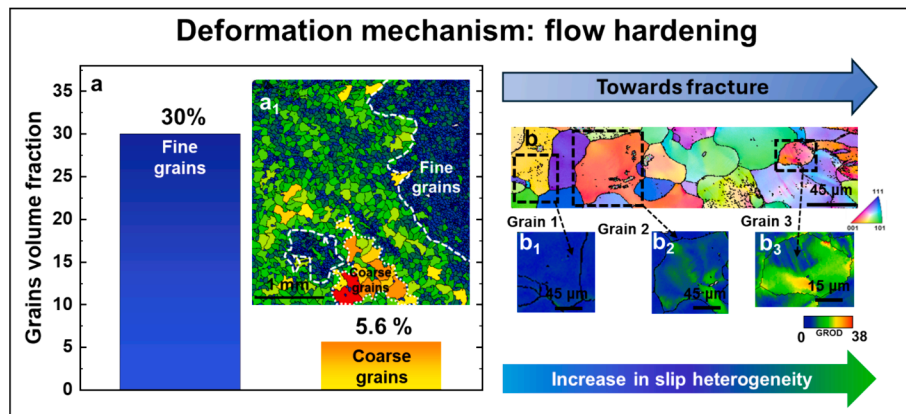 Deformation mechanism: flow hardening
Grains volume fraction
35
30
25
20
15
10
5
0
a
30%
Fine
grains
a1
Fine
grains
Coarse
grains
1 mm
5.6 %
Coarse
grains
Towards fracture
b
45 µm
111
001 101
Grain 1
Grain 2
Grain 3
b1
45 µm
b2
45 µm
b3
15 µm
0 GROD 38
Increase in slip heterogeneity